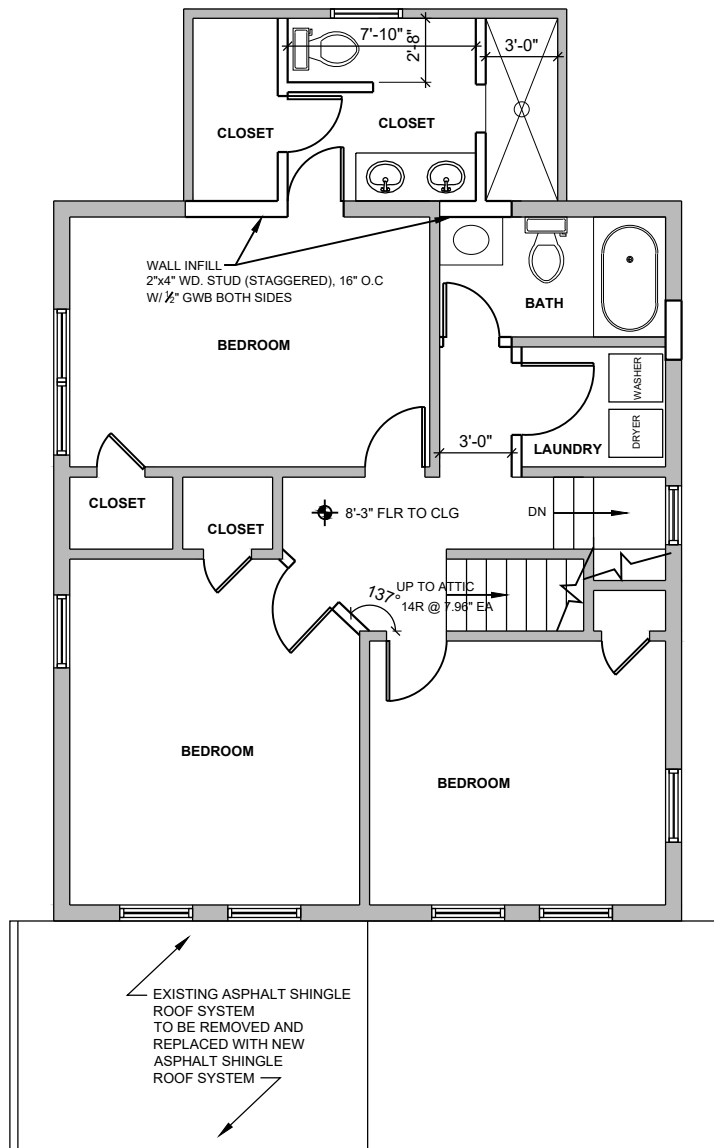 7'-10"
2'-8"
3'-0"
CLOSET
CLOSET
WALL INFILL
2"x4" WD. STUD (STAGGERED), 16" O.C
W/ ½" GWB BOTH SIDES
BATH
BEDROOM
WASHER
DRYER
3'-0"
LAUNDRY
CLOSET
CLOSET
8'-3" FLR TO CLG
DN
137°
UP TO ATTIC
14R @ 7.96" EA
BEDROOM
BEDROOM
EXISTING ASPHALT SHINGLE
ROOF SYSTEM
TO BE REMOVED AND
REPLACED WITH NEW
ASPHALT SHINGLE
ROOF SYSTEM